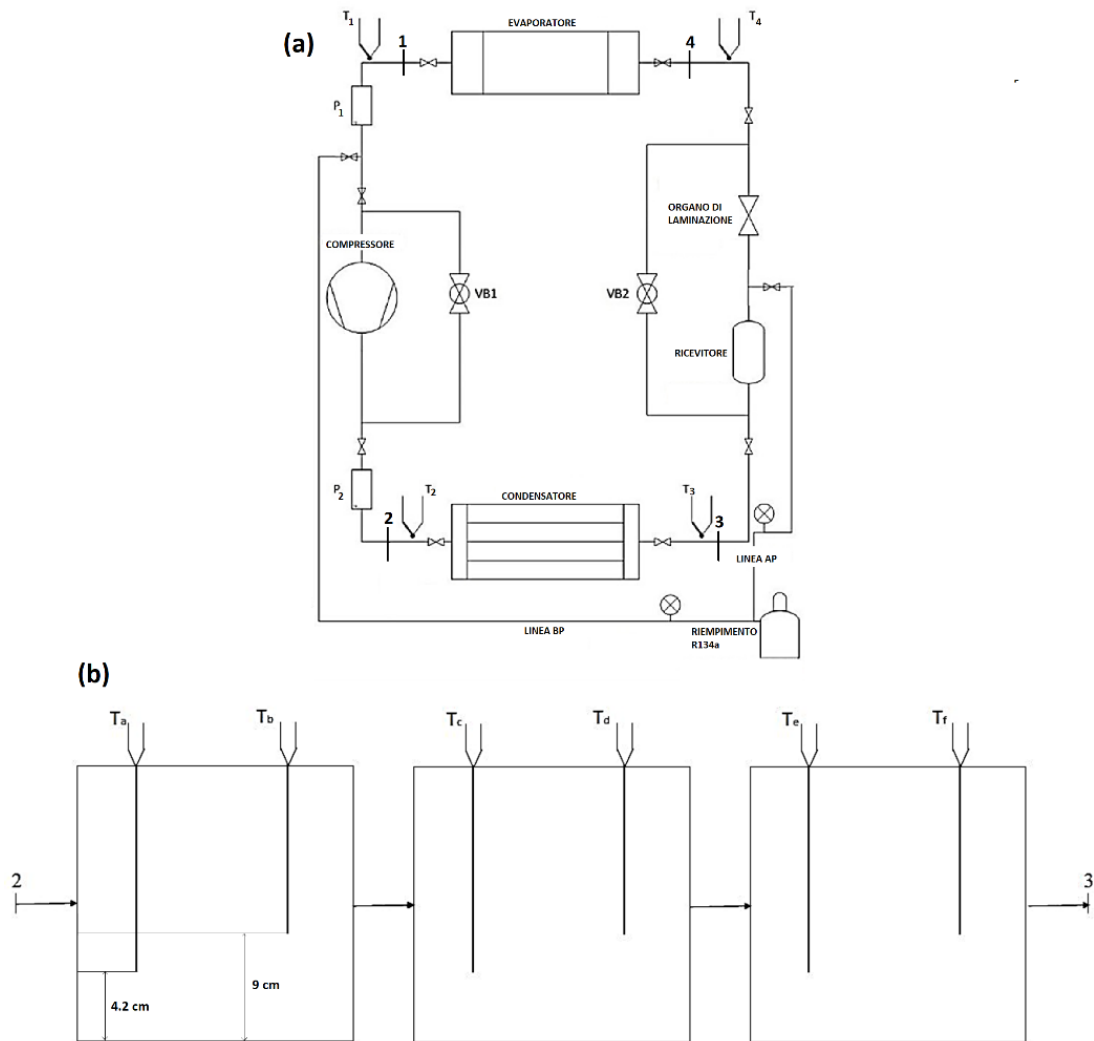 (a)
T1
1
EVAPORATORE
4
T4
P1
ORGANO DI
LAMINAZIONE
COMPRESSORE
VB1
VB2
RICEVITORE
P2
T2
CONDENSATORE
T3
2
3
LINEA AP
LINEA BP
RIEMPIMENTO
R134a
(b)
Ta
Tb
Tc
Td
Te
Tf
2
3
9 cm
4.2 cm